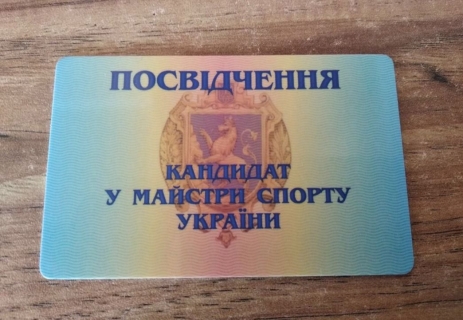 ПОСВІДЧЕННЯ
КАНДИДАТ
У МАЙСТРИ СПОРТУ
УКРАЇНИ